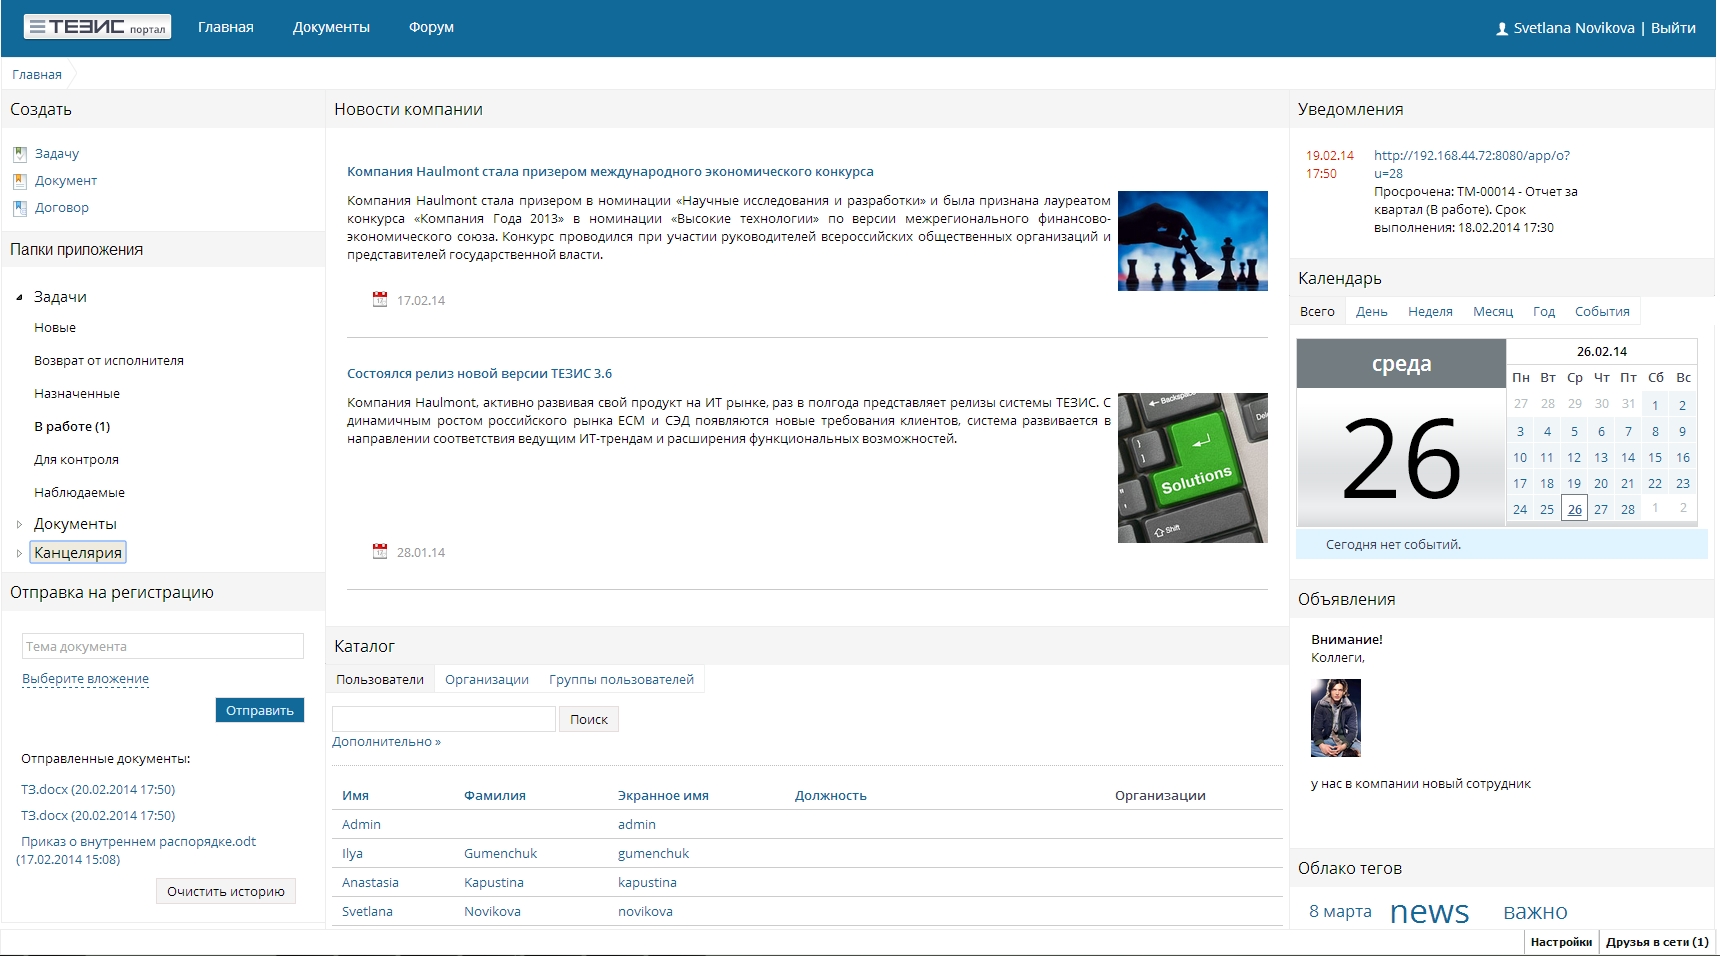 ТЕЗИС портал
Главная
Документы
Форум
Svetlana Novikova | Выйти
Главная
Создать
Задачу
Документ
Договор
Папки приложения
Задачи
Новые
Возврат от исполнителя
Назначенные
В работе (1)
Для контроля
Наблюдаемые
Документы
Канцелярия
Отправка на регистрацию
Тема документа
Выберите вложение
Отправить
Отправленные документы:
ТЗ.docx (20.02.2014 17:50)
ТЗ.docx (20.02.2014 17:50)
Приказ о внутреннем распорядке.odt
(17.02.2014 15:08)
Очистить историю
Новости компании
Компания Haulmont стала призером международного экономического конкурса
Компания Haulmont стала призером в номинации «Научные исследования и разработки» и была признана лауреатом
конкурса «Компания Года 2013» в номинации «Высокие технологии» по версии межрегионального финансово-
экономического союза. Конкурс проводился при участии руководителей всероссийских общественных организаций и
представителей государственной власти.
17.02.14
Состоялся релиз новой версии ТЕЗИС 3.6
Компания Haulmont, активно развивая свой продукт на ИТ рынке, раз в полгода представляет релизы системы ТЕЗИС. С
динамичным ростом российского рынка ECM и СЭД появляются новые требования клиентов, система развивается в
направлении соответствия ведущим ИТ-трендам и расширения функциональных возможностей.
Backspace
Solutions
Shift
28.01.14
Каталог
Пользователи
Организации
Группы пользователей
Поиск
Дополнительно »
Имя Фамилия Экранное имя Должность Организации
Admin admin
Ilya Gumenchuk gumenchuk
Anastasia Kapustina kapustina
Svetlana Novikova novikova
Уведомления
19.02.14
17:50
http://192.168.44.72:8080/app/o?
u=28
Просрочена: ТМ-00014 - Отчет за
квартал (В работе). Срок
выполнения: 18.02.2014 17:30
Календарь
Всего День Неделя Месяц Год События
среда
26
26.02.14
Пн Вт Ср Чт Пт Сб Вс
27 28 29 30 31 1 2
3 4 5 6 7 8 9
10 11 12 13 14 15 16
17 18 19 20 21 22 23
24 25 26 27 28 1 2
Сегодня нет событий.
Объявления
Внимание!
Коллеги,
у нас в компании новый сотрудник
Облако тегов
8 марта news важно
Настройки
Друзья в сети (1)